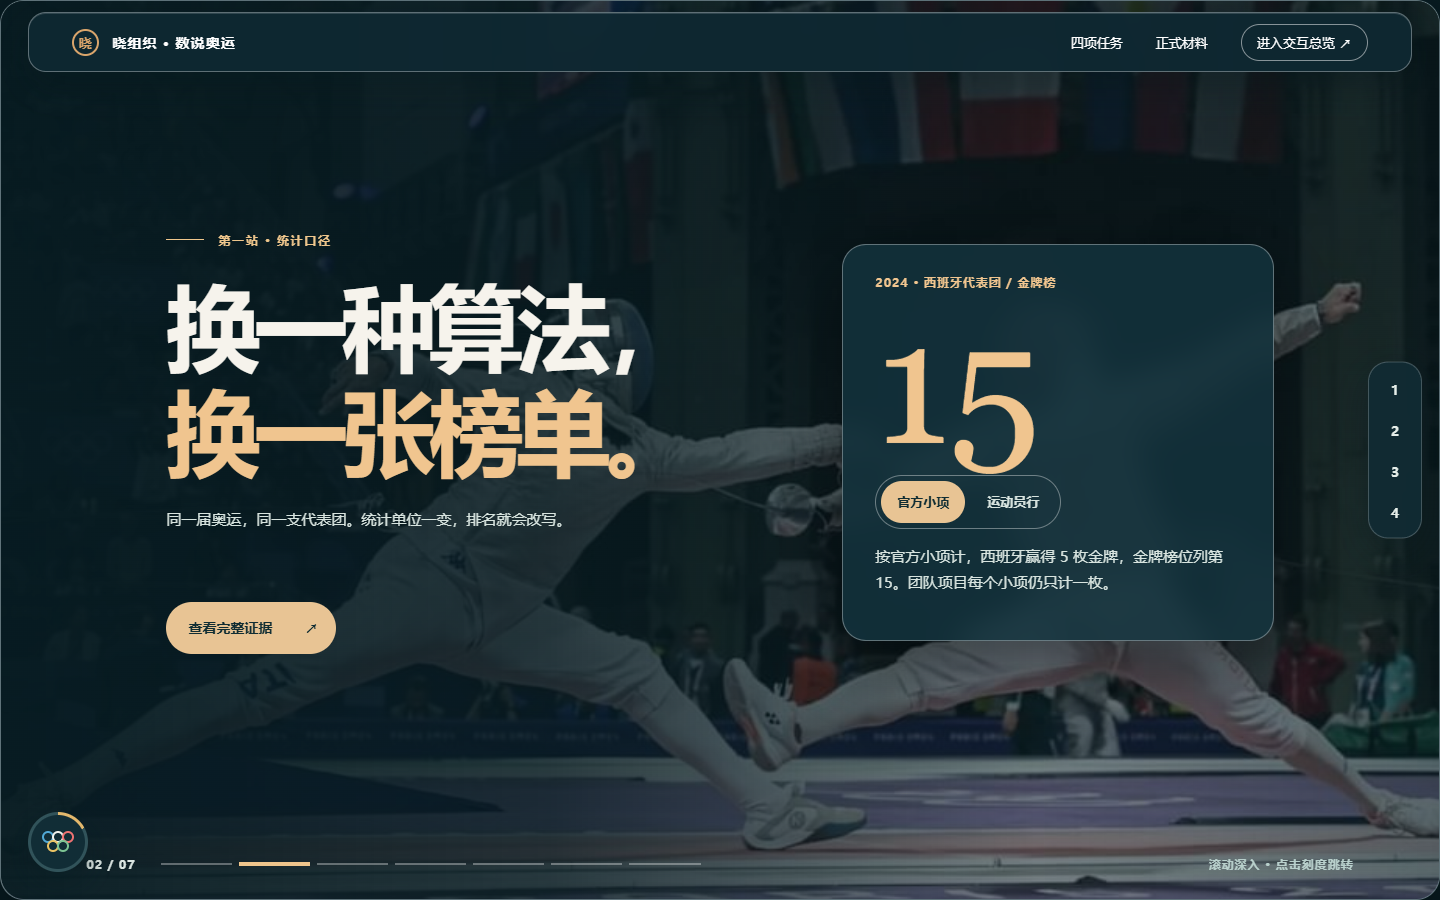 晓 晓组织 • 数说奥运
四项任务 正式材料 进入交互总览 ↗
第一站 • 统计口径
换一种算法,
换一张榜单。
同一届奥运，同一支代表团。统计单位一变，排名就会改写。
查看完整证据 ↗
2024 • 西班牙代表团 / 金牌榜
15
官方小项 运动员行
按官方小项计，西班牙赢得 5 枚金牌，金牌榜位列第
15。团队项目每个小项仍只计一枚。
1
2
3
4
ITA
02 / 07
滚动深入 • 点击刻度跳转